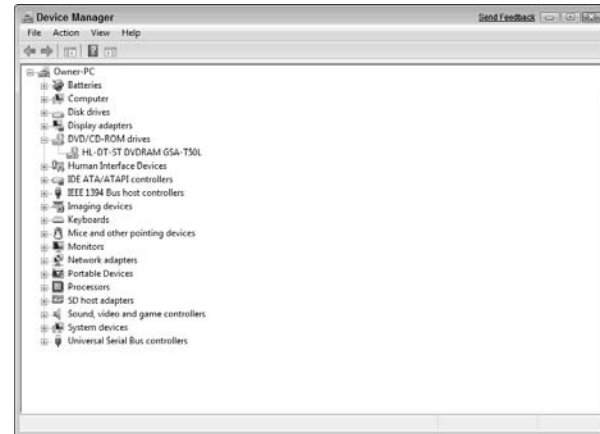 Device Manager
Send Feedback
File Action View Help
Owner-PC
Batteries
Computer
Disk drives
Display adapters
DVD/CD-ROM drives
HL-DT-ST DVDRAM GSA-T50L
Human Interface Devices
IDE ATA/ATAPI controllers
IEEE 1394 Bus host controllers
Imaging devices
Keyboards
Mice and other pointing devices
Monitors
Network adapters
Portable Devices
Processors
SD host adapters
Sound, video and game controllers
System devices
Universal Serial Bus controllers